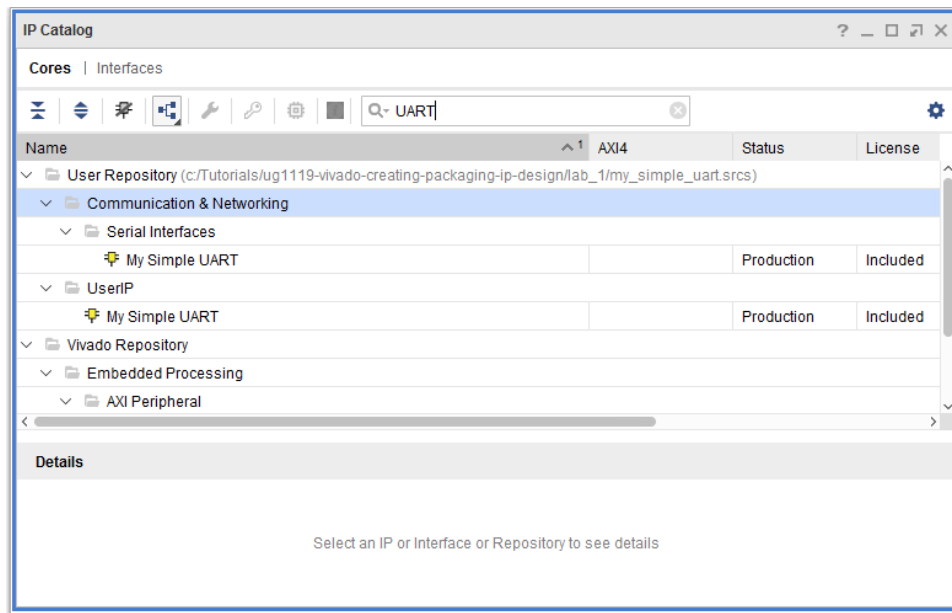 IP Catalog
Cores | Interfaces
UART
Name 1 AXI4 Status License
User Repository (c:/Tutorials/ug1119-vivado-creating-packaging-ip-design/lab_1/my_simple_uart.srcs)
Communication & Networking
Serial Interfaces
My Simple UART Production Included
UserIP
My Simple UART Production Included
Vivado Repository
Embedded Processing
AXI Peripheral
Details
Select an IP or Interface or Repository to see details